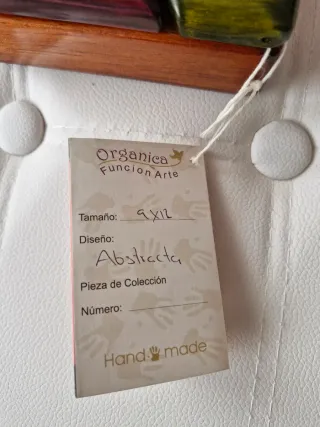 Organica
Funcion Arte
Tamaño: 9x12
Diseño:
Abstracta
Pieza de Colección
Número:
Hand made